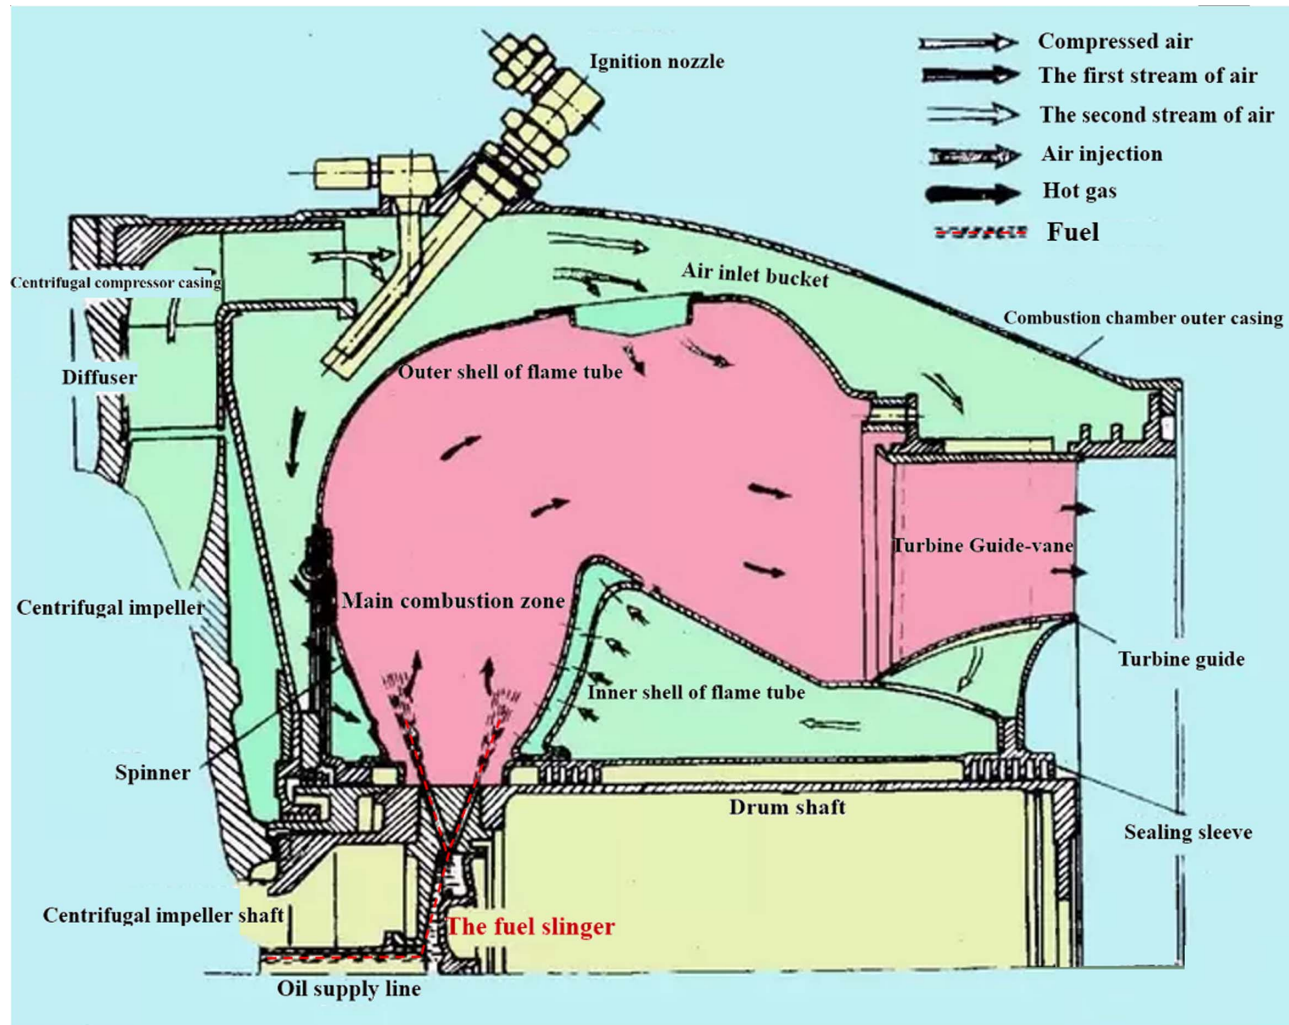 Ignition nozzle
Compressed air
The first stream of air
The second stream of air
Air injection
Hot gas
Fuel
Centrifugal compressor casing
Air inlet bucket
Combustion chamber outer casing
Diffuser
Outer shell of flame tube
Turbine Guide-vane
Centrifugal impeller
Main combustion zone
Turbine guide
Inner shell of flame tube
Spinner
Drum shaft
Sealing sleeve
Centrifugal impeller shaft
The fuel slinger
Oil supply line